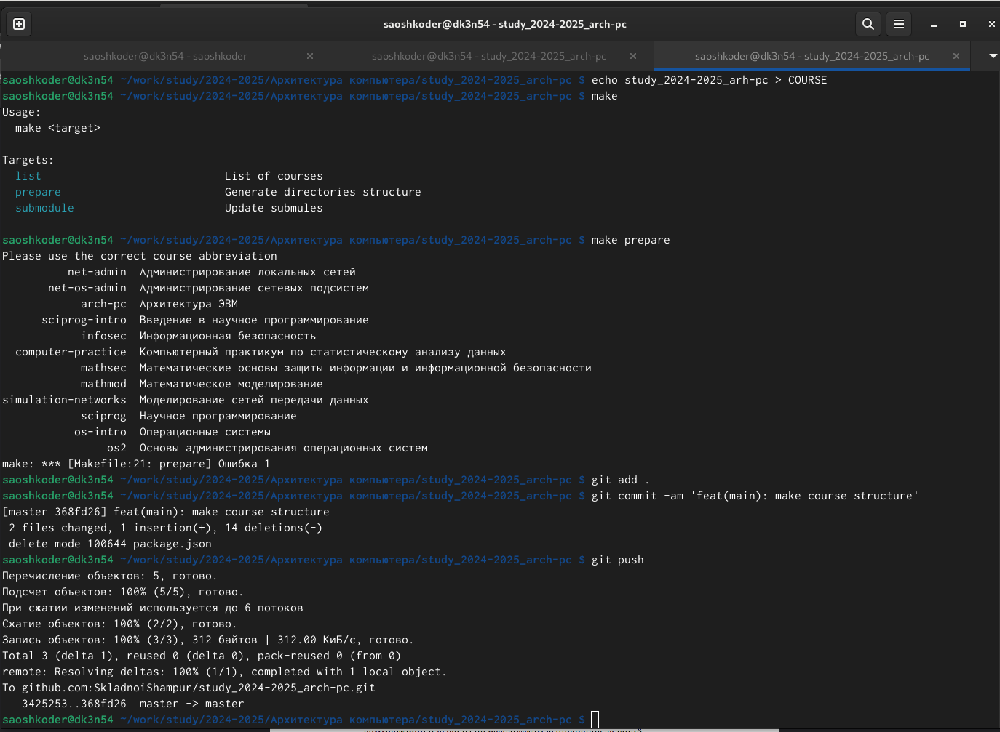 saoshkoder@dk3n54 - study_2024-2025_arch-pc
saoshkoder@dk3n54 - saoshkoder
saoshkoder@dk3n54 - study_2024-2025_arch-pc
saoshkoder@dk3n54 - study_2024-2025_arch-pc
saoshkoder@dk3n54 ~/work/study/2024-2025/Архитектура компьютера/study_2024-2025_arch-pc $ echo study_2024-2025_arh-pc > COURSE
saoshkoder@dk3n54 ~/work/study/2024-2025/Архитектура компьютера/study_2024-2025_arch-pc $ make
Usage:
  make <target>

Targets:
  list                            List of courses
  prepare                         Generate directories structure
  submodule                       Update submules

saoshkoder@dk3n54 ~/work/study/2024-2025/Архитектура компьютера/study_2024-2025_arch-pc $ make prepare
Please use the correct course abbreviation
          net-admin  Администрирование локальных сетей
       net-os-admin  Администрирование сетевых подсистем
            arch-pc  Архитектура ЭВМ
      sciprog-intro  Введение в научное программирование
            infosec  Информационная безопасность
  computer-practice  Компьютерный практикум по статистическому анализу данных
            mathsec  Математические основы защиты информации и информационной безопасности
            mathmod  Математическое моделирование
simulation-networks  Моделирование сетей передачи данных
            sciprog  Научное программирование
           os-intro  Операционные системы
                os2  Основы администрирования операционных систем
make: *** [Makefile:21: prepare] Ошибка 1
saoshkoder@dk3n54 ~/work/study/2024-2025/Архитектура компьютера/study_2024-2025_arch-pc $ git add .
saoshkoder@dk3n54 ~/work/study/2024-2025/Архитектура компьютера/study_2024-2025_arch-pc $ git commit -am 'feat(main): make course structure'
[master 368fd26] feat(main): make course structure
 2 files changed, 1 insertion(+), 14 deletions(-)
 delete mode 100644 package.json
saoshkoder@dk3n54 ~/work/study/2024-2025/Архитектура компьютера/study_2024-2025_arch-pc $ git push
Перечисление объектов: 5, готово.
Подсчет объектов: 100% (5/5), готово.
При сжатии изменений используется до 6 потоков
Сжатие объектов: 100% (2/2), готово.
Запись объектов: 100% (3/3), 312 байтов | 312.00 КиБ/с, готово.
Total 3 (delta 1), reused 0 (delta 0), pack-reused 0 (from 0)
remote: Resolving deltas: 100% (1/1), completed with 1 local object.
To github.com:SkladnoiShampur/study_2024-2025_arch-pc.git
   3425253..368fd26  master -> master
saoshkoder@dk3n54 ~/work/study/2024-2025/Архитектура компьютера/study_2024-2025_arch-pc $